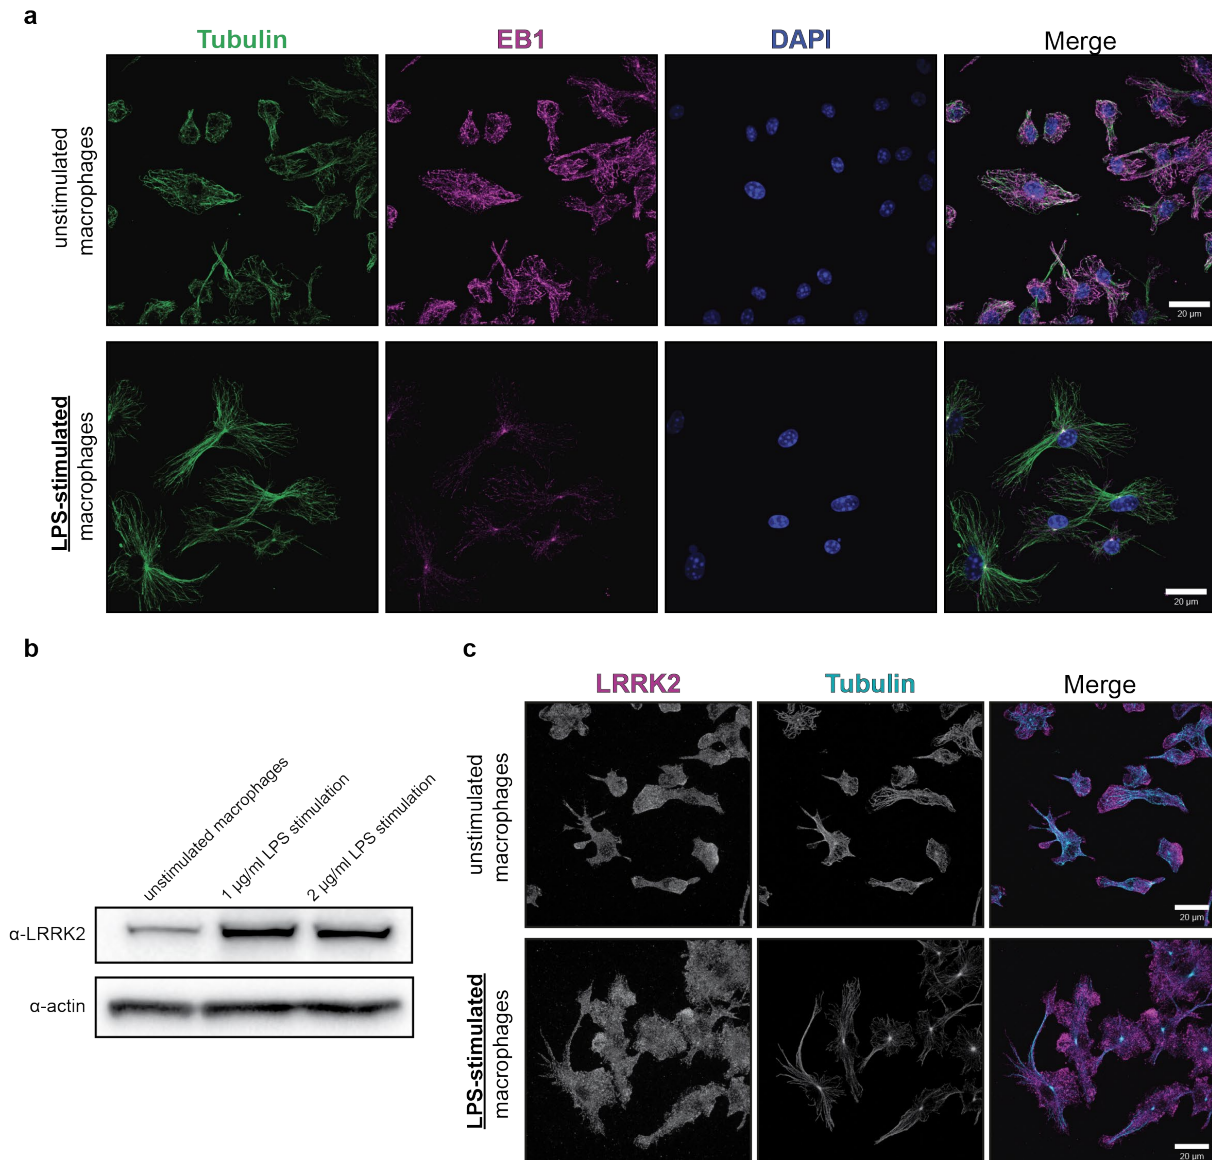 a
Tubulin
EB1
DAPI
Merge
unstimulated
macrophages
20 µm
LPS-stimulated
macrophages
20 µm
b
unstimulated macrophages
1 µg/ml LPS stimulation
2 µg/ml LPS stimulation
α-LRRK2
α-actin
c
LRRK2
Tubulin
Merge
unstimulated
macrophages
20 µm
LPS-stimulated
macrophages
20 µm